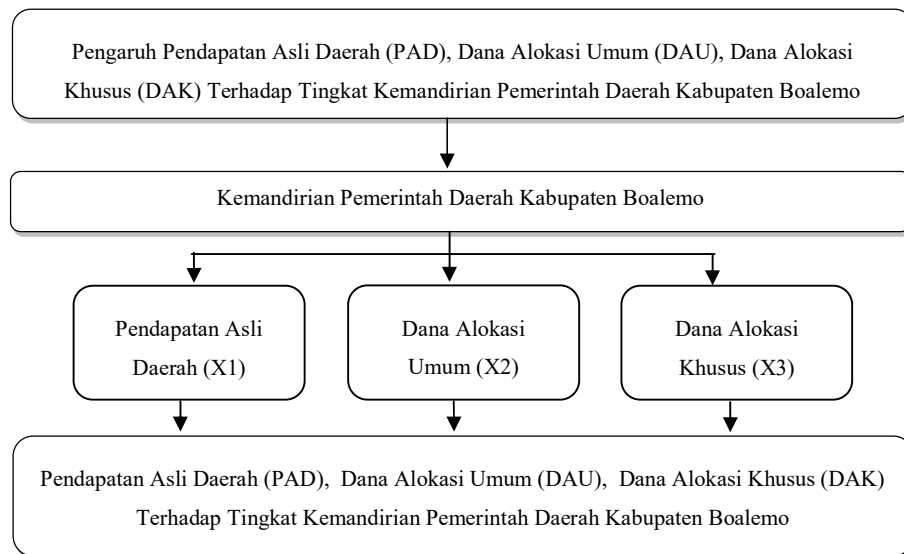 Pengaruh Pendapatan Asli Daerah (PAD), Dana Alokasi Umum (DAU), Dana Alokasi
Khusus (DAK) Terhadap Tingkat Kemandirian Pemerintah Daerah Kabupaten Boalemo
Kemandirian Pemerintah Daerah Kabupaten Boalemo
Pendapatan Asli
Daerah (X1)
Dana Alokasi
Umum (X2)
Dana Alokasi
Khusus (X3)
Pendapatan Asli Daerah (PAD), Dana Alokasi Umum (DAU), Dana Alokasi Khusus (DAK)
Terhadap Tingkat Kemandirian Pemerintah Daerah Kabupaten Boalemo